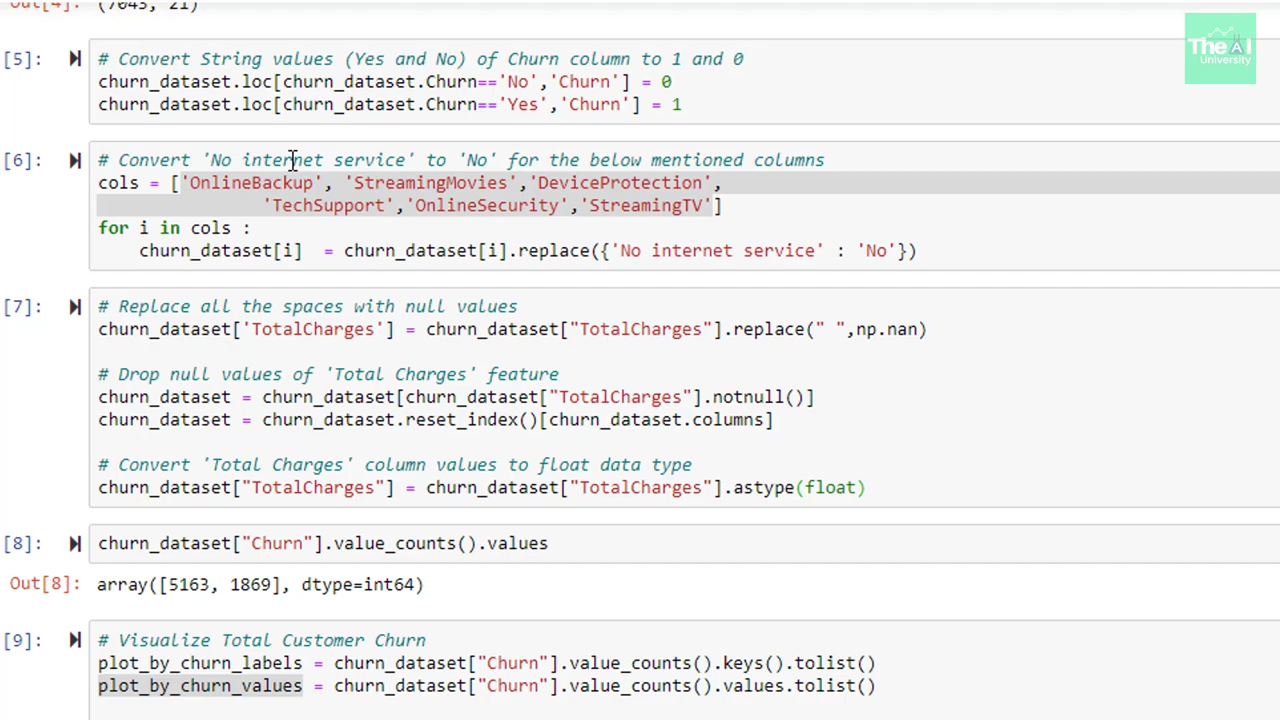 Out[4]: (7043, 21)
The AI
University
[5]:
# Convert String values (Yes and No) of Churn column to 1 and 0
churn_dataset.loc[churn_dataset.Churn=='No','Churn'] = 0
churn_dataset.loc[churn_dataset.Churn=='Yes','Churn'] = 1
[6]:
# Convert 'No internet service' to 'No' for the below mentioned columns
cols = ['OnlineBackup', 'StreamingMovies','DeviceProtection',
'TechSupport','OnlineSecurity','StreamingTV']
for i in cols :
churn_dataset[i]  = churn_dataset[i].replace({'No internet service' : 'No'})
[7]:
# Replace all the spaces with null values
churn_dataset['TotalCharges'] = churn_dataset["TotalCharges"].replace(" ",np.nan)
# Drop null values of 'Total Charges' feature
churn_dataset = churn_dataset[churn_dataset["TotalCharges"].notnull()]
churn_dataset = churn_dataset.reset_index()[churn_dataset.columns]
# Convert 'Total Charges' column values to float data type
churn_dataset["TotalCharges"] = churn_dataset["TotalCharges"].astype(float)
[8]:
churn_dataset["Churn"].value_counts().values
Out[8]: array([5163, 1869], dtype=int64)
[9]:
# Visualize Total Customer Churn
plot_by_churn_labels = churn_dataset["Churn"].value_counts().keys().tolist()
plot_by_churn_values = churn_dataset["Churn"].value_counts().values.tolist()